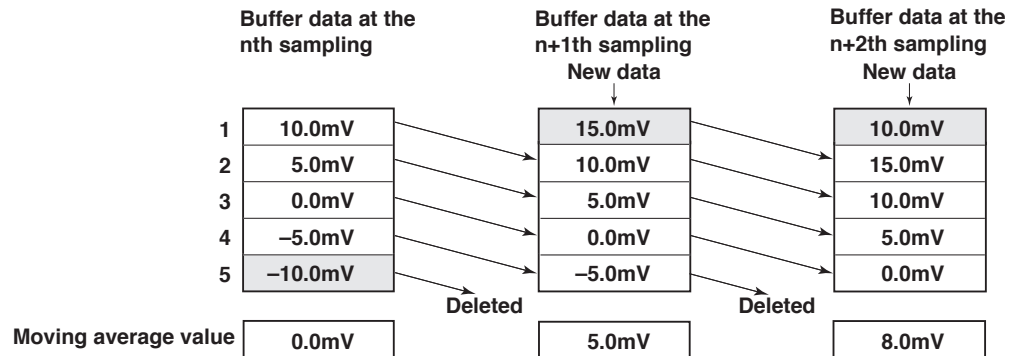 Buffer data at the
nth sampling
Buffer data at the
n+1th sampling
New data
Buffer data at the
n+2th sampling
New data
1 10.0mV 15.0mV 10.0mV
2 5.0mV 10.0mV 15.0mV
3 0.0mV 5.0mV 10.0mV
4 –5.0mV 0.0mV 5.0mV
5 –10.0mV –5.0mV 0.0mV
Deleted Deleted
Moving average value 0.0mV 5.0mV 8.0mV